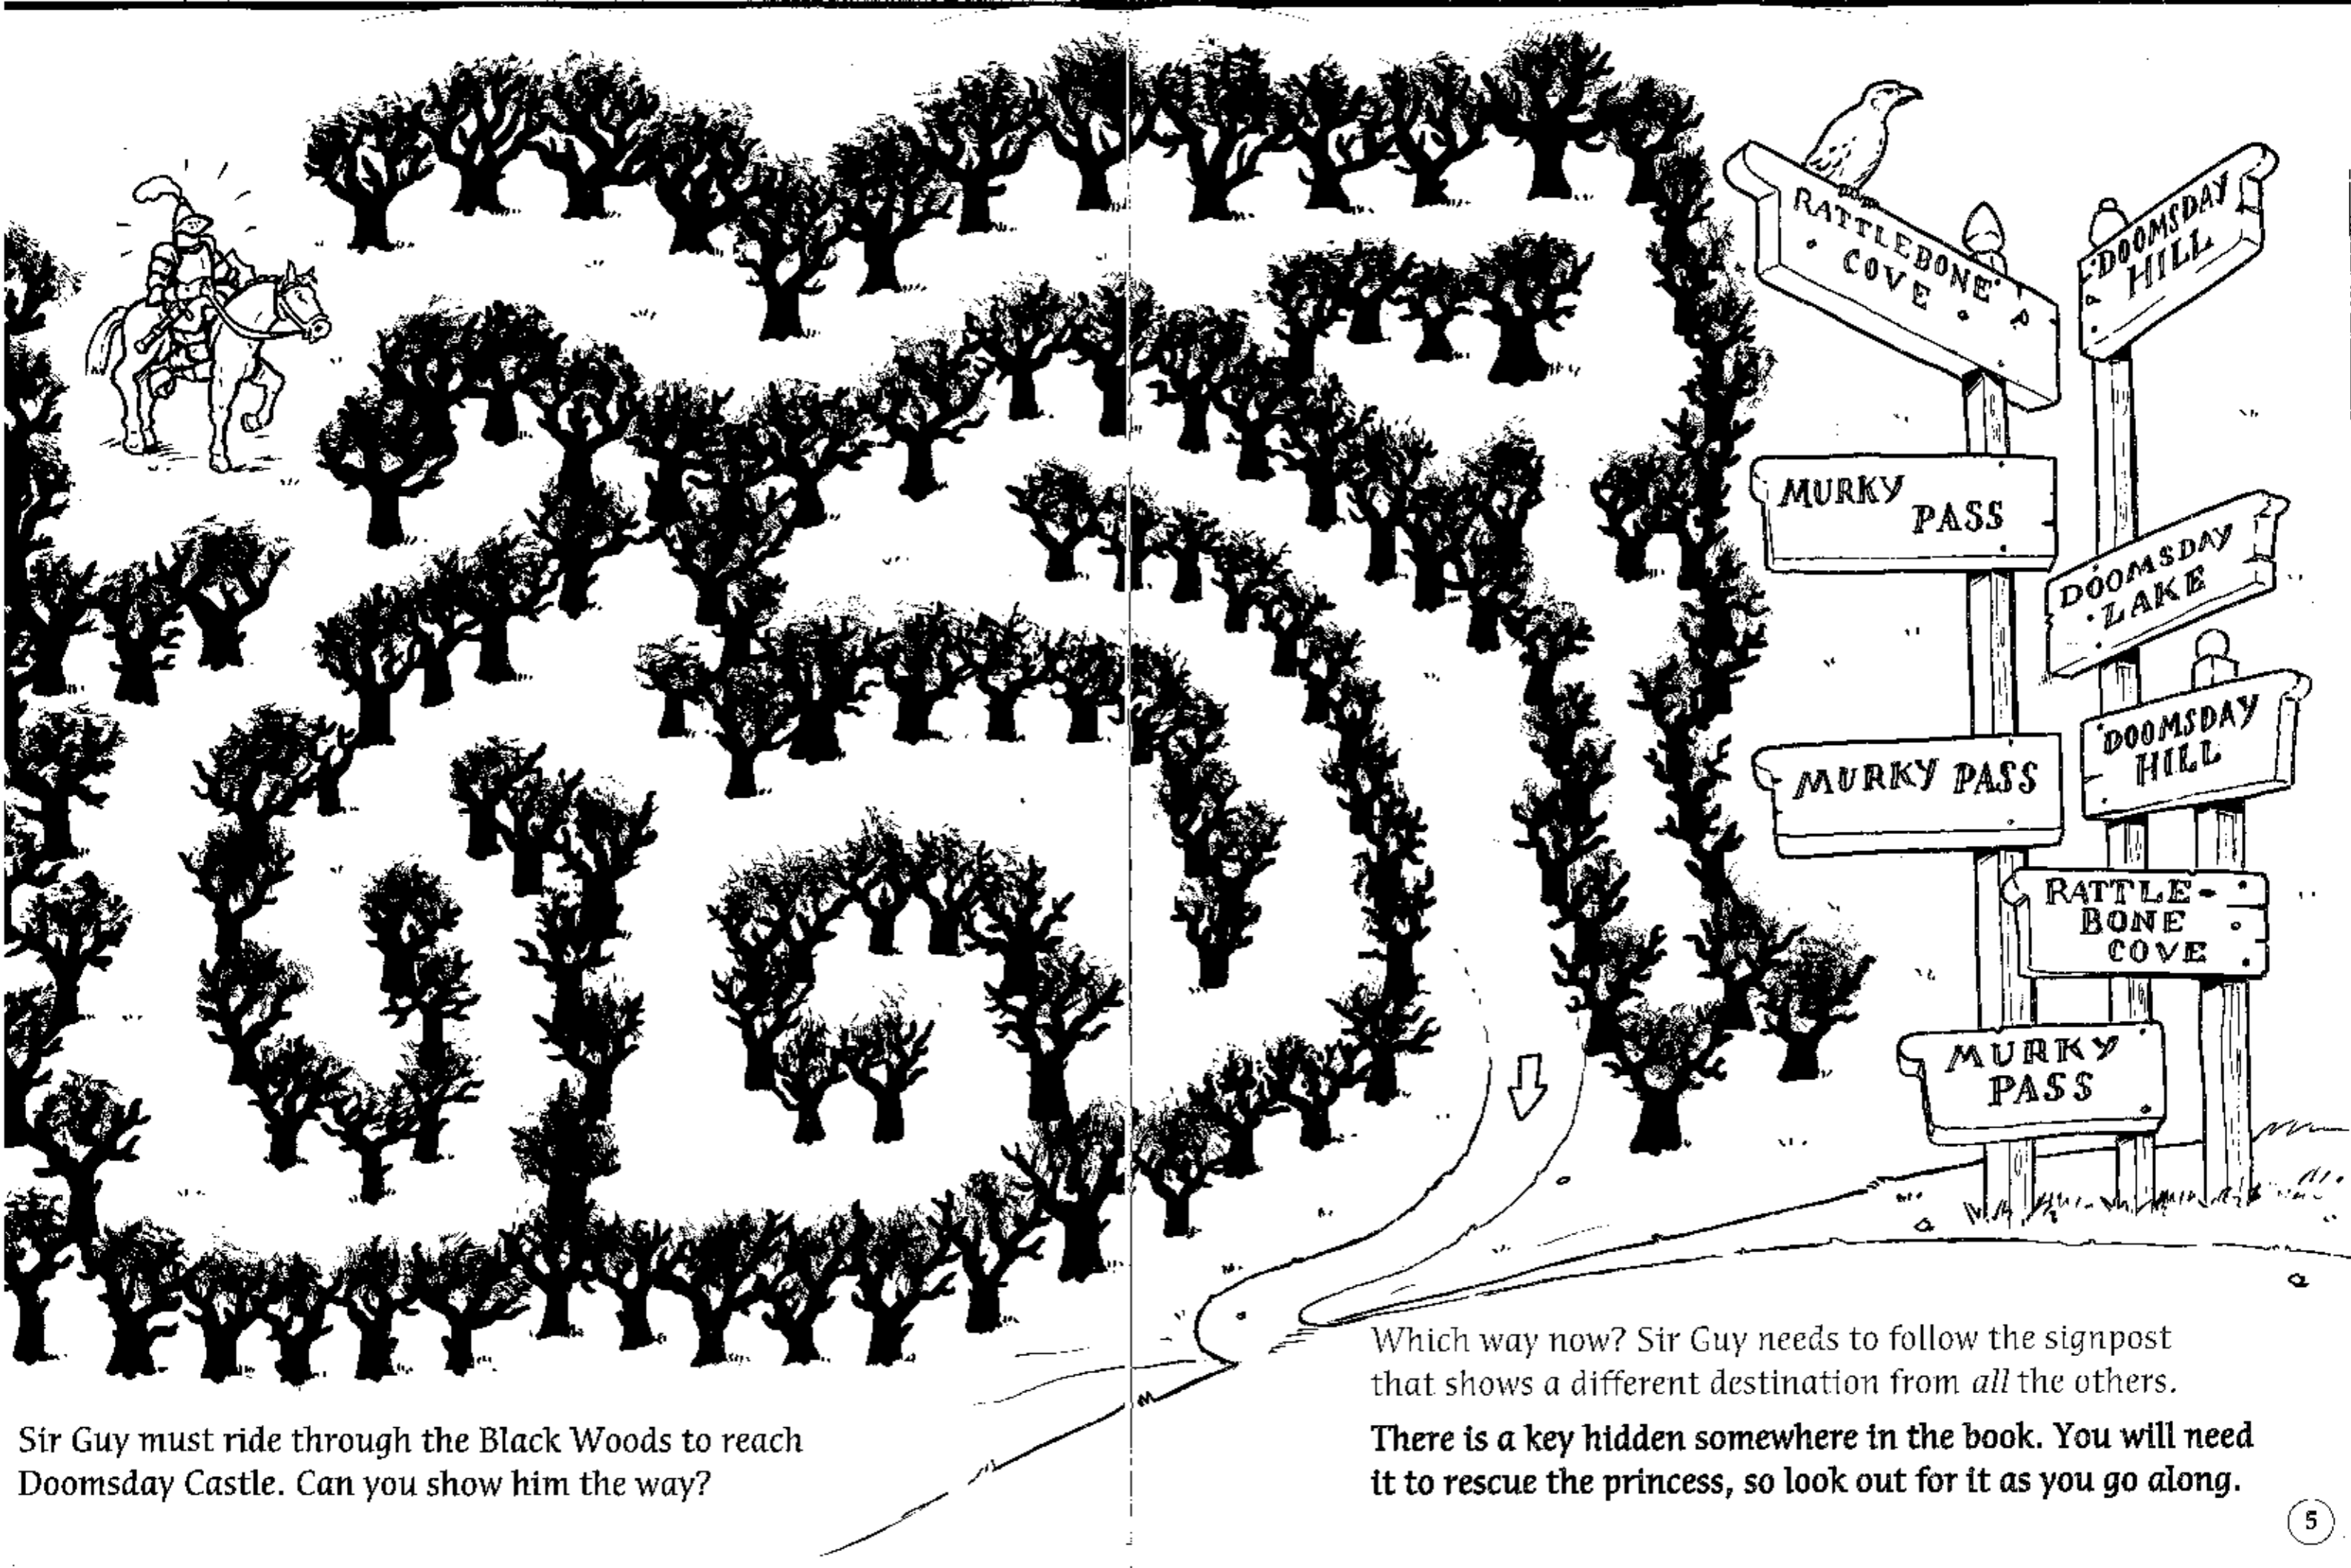 RATTLEBONE
COVE
DOOMSDAY
HILL
MURKY
PASS
DOOMSDAY
LAKE
MURKY PASS
DOOMSDAY
HILL
RATTLE-
BONE
COVE
MURKY
PASS
Sir Guy must ride through the Black Woods to reach
Doomsday Castle. Can you show him the way?
Which way now? Sir Guy needs to follow the signpost
that shows a different destination from all the others.
There is a key hidden somewhere in the book. You will need
it to rescue the princess, so look out for it as you go along.
5